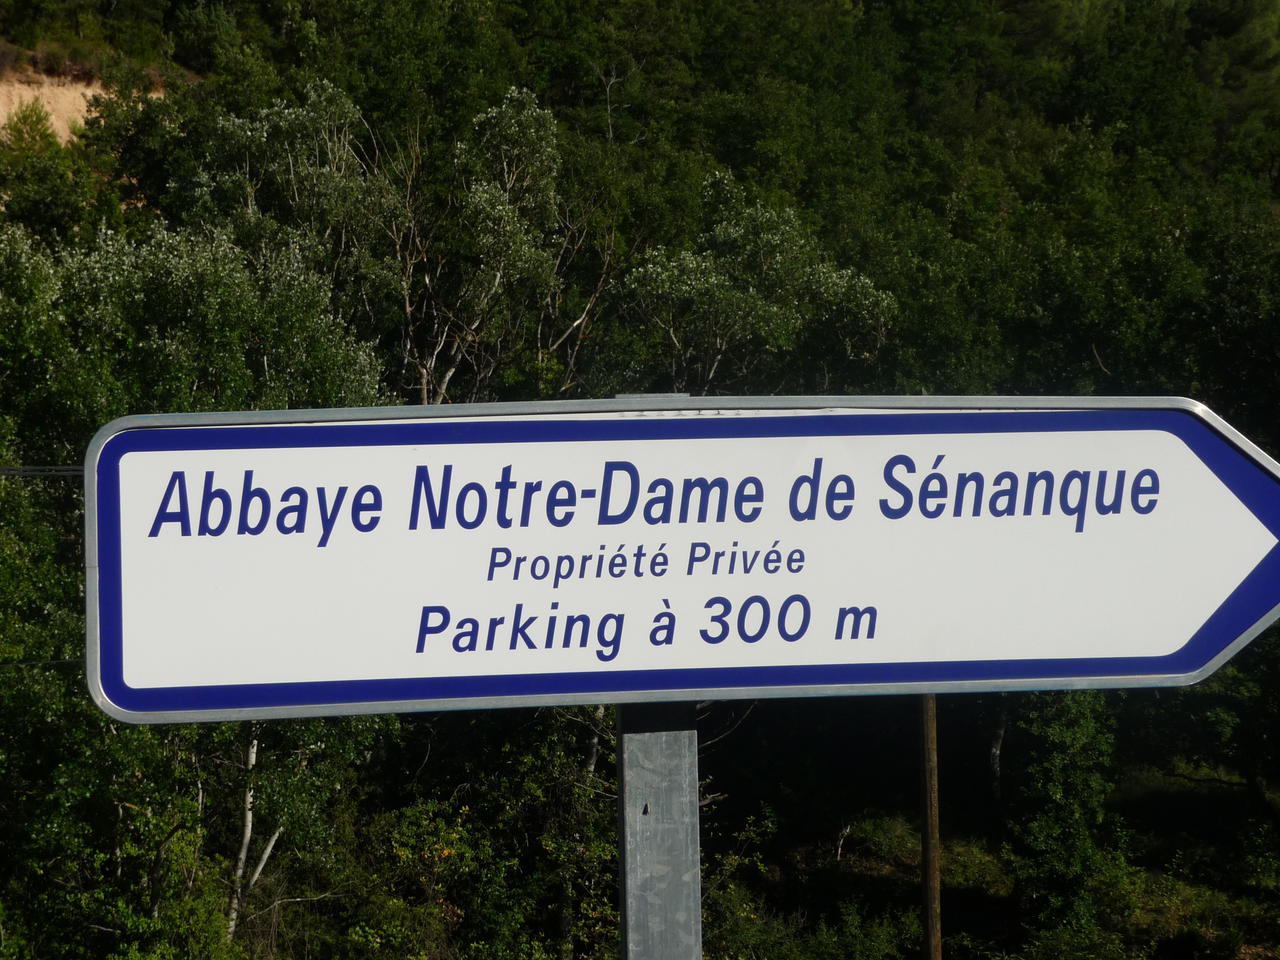 Abbaye Notre-Dame de Sénanque
Propriété Privée
Parking à 300 m